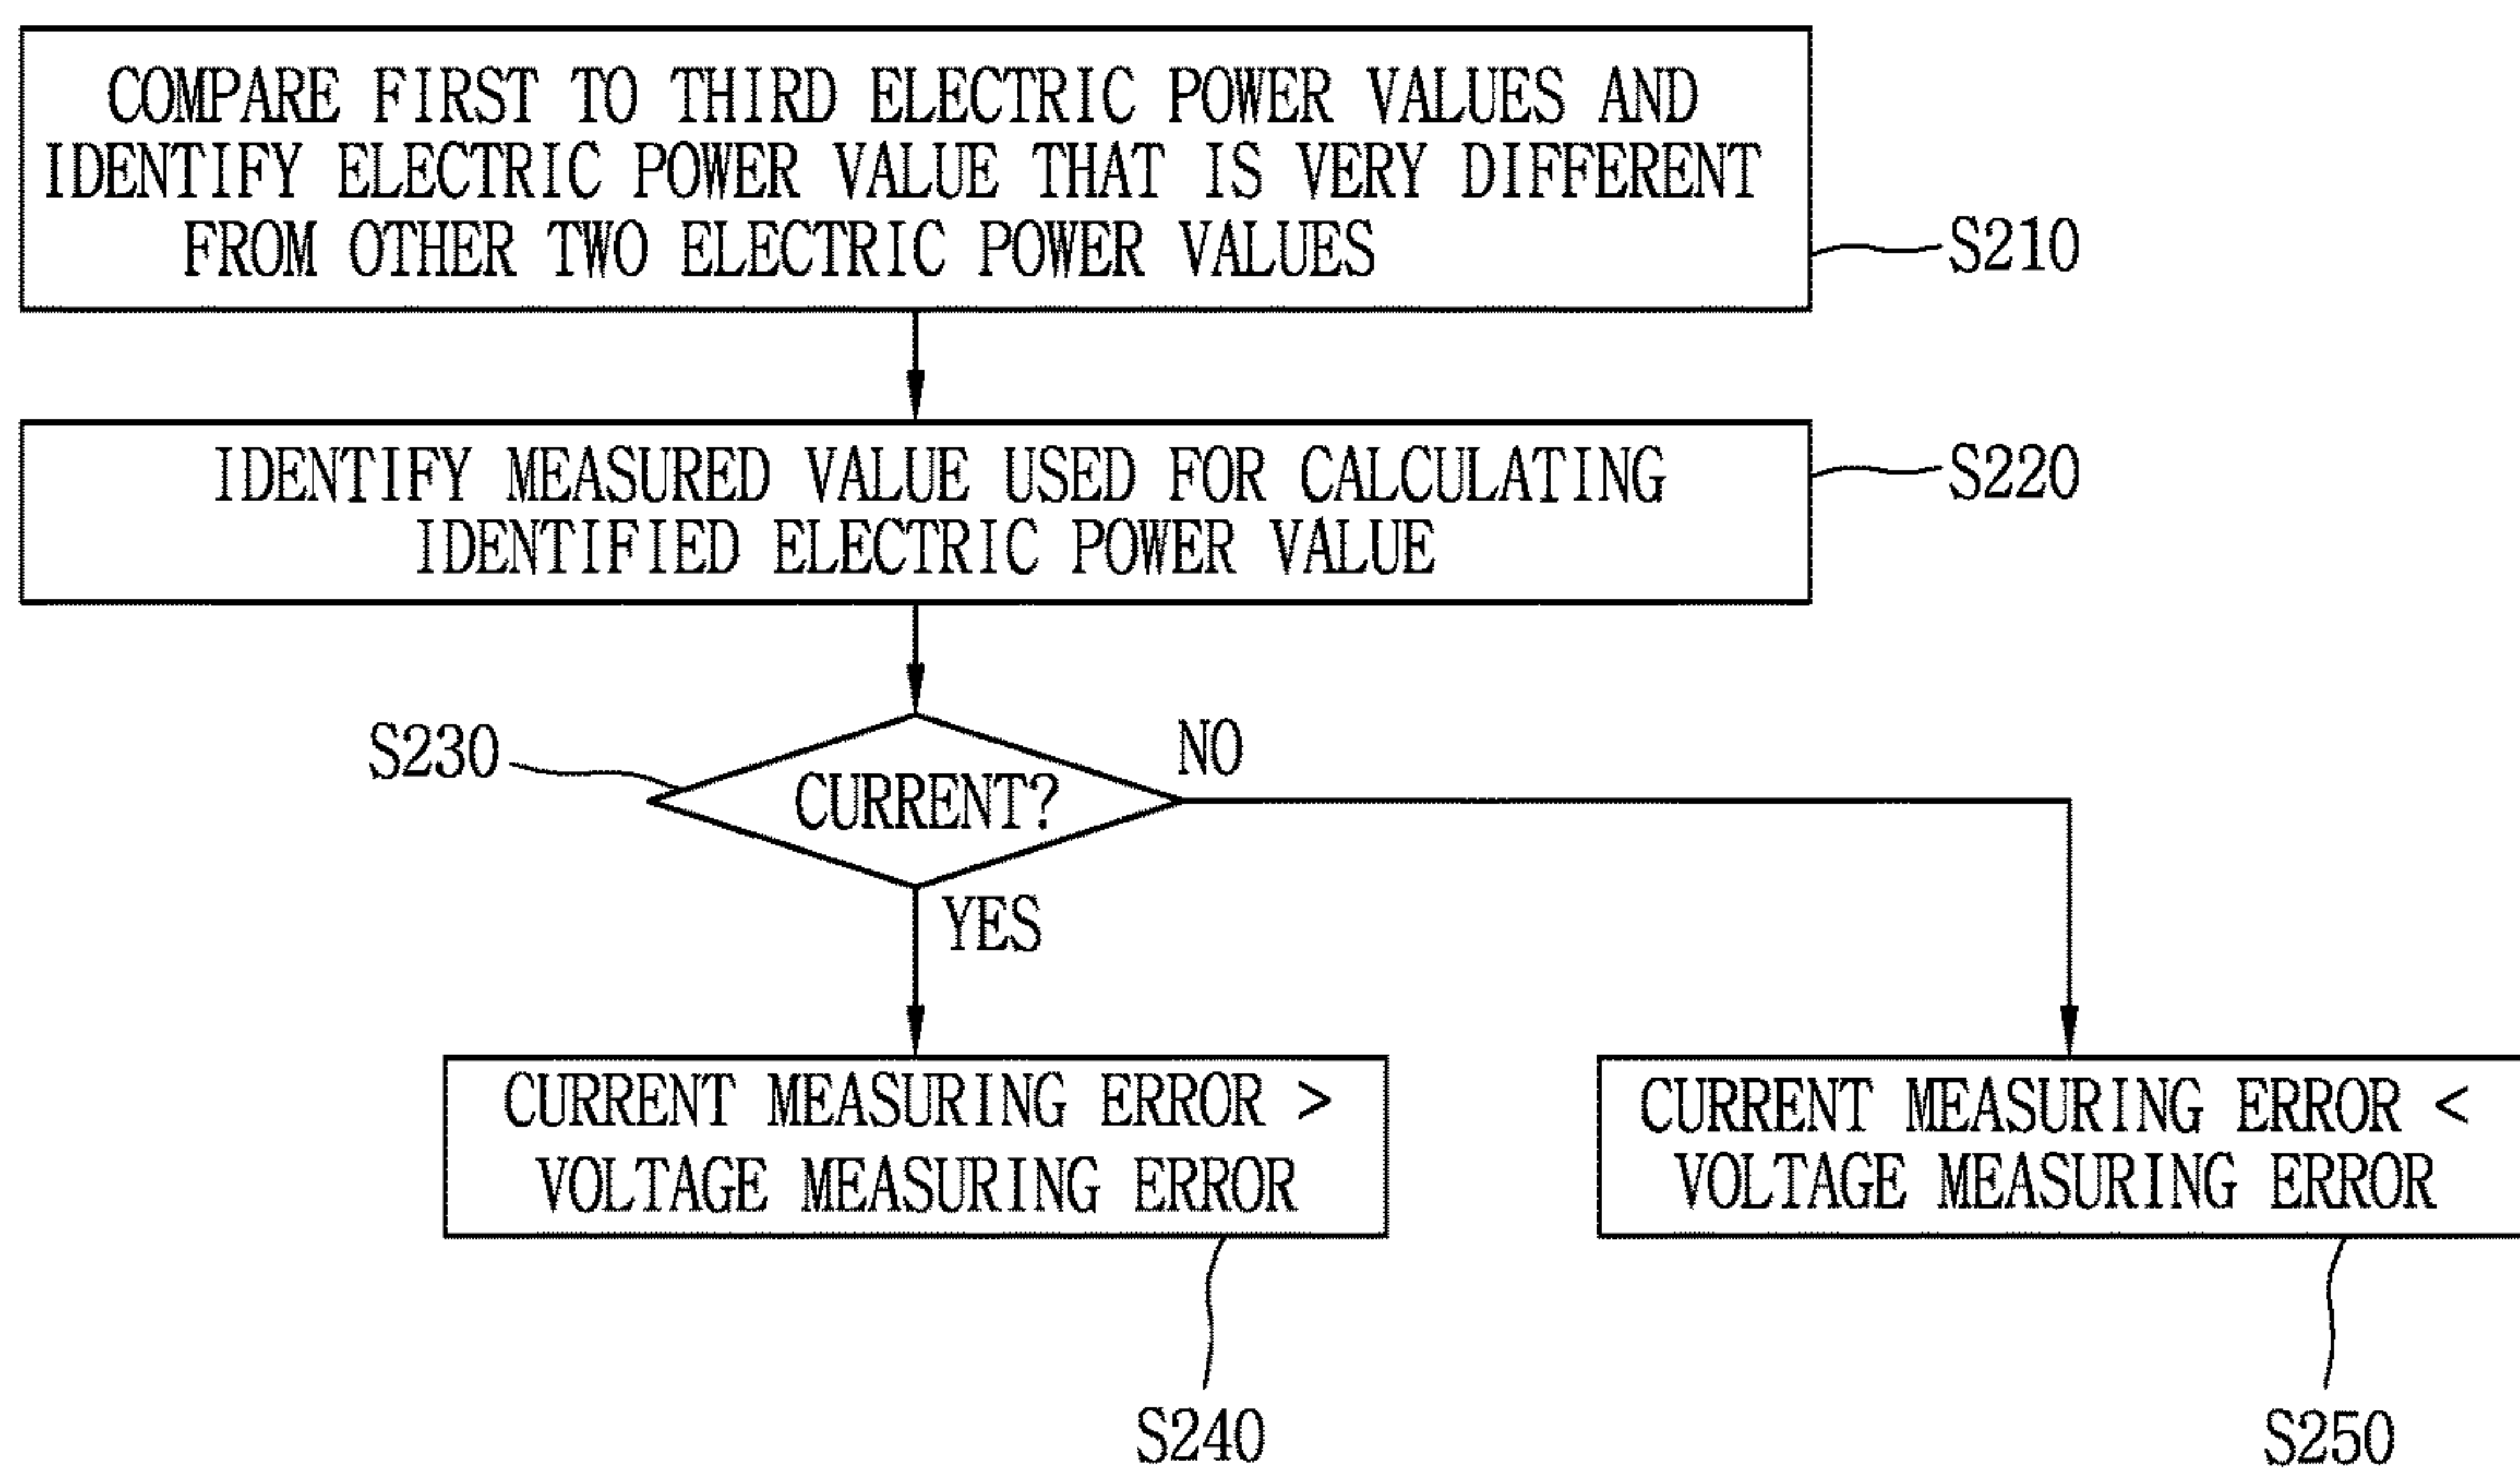 COMPARE FIRST TO THIRD ELECTRIC POWER VALUES AND
IDENTIFY ELECTRIC POWER VALUE THAT IS VERY DIFFERENT
FROM OTHER TWO ELECTRIC POWER VALUES
S210
IDENTIFY MEASURED VALUE USED FOR CALCULATING
IDENTIFIED ELECTRIC POWER VALUE
S220
S230
CURRENT?
NO
YES
CURRENT MEASURING ERROR >
VOLTAGE MEASURING ERROR
S240
CURRENT MEASURING ERROR <
VOLTAGE MEASURING ERROR
S250